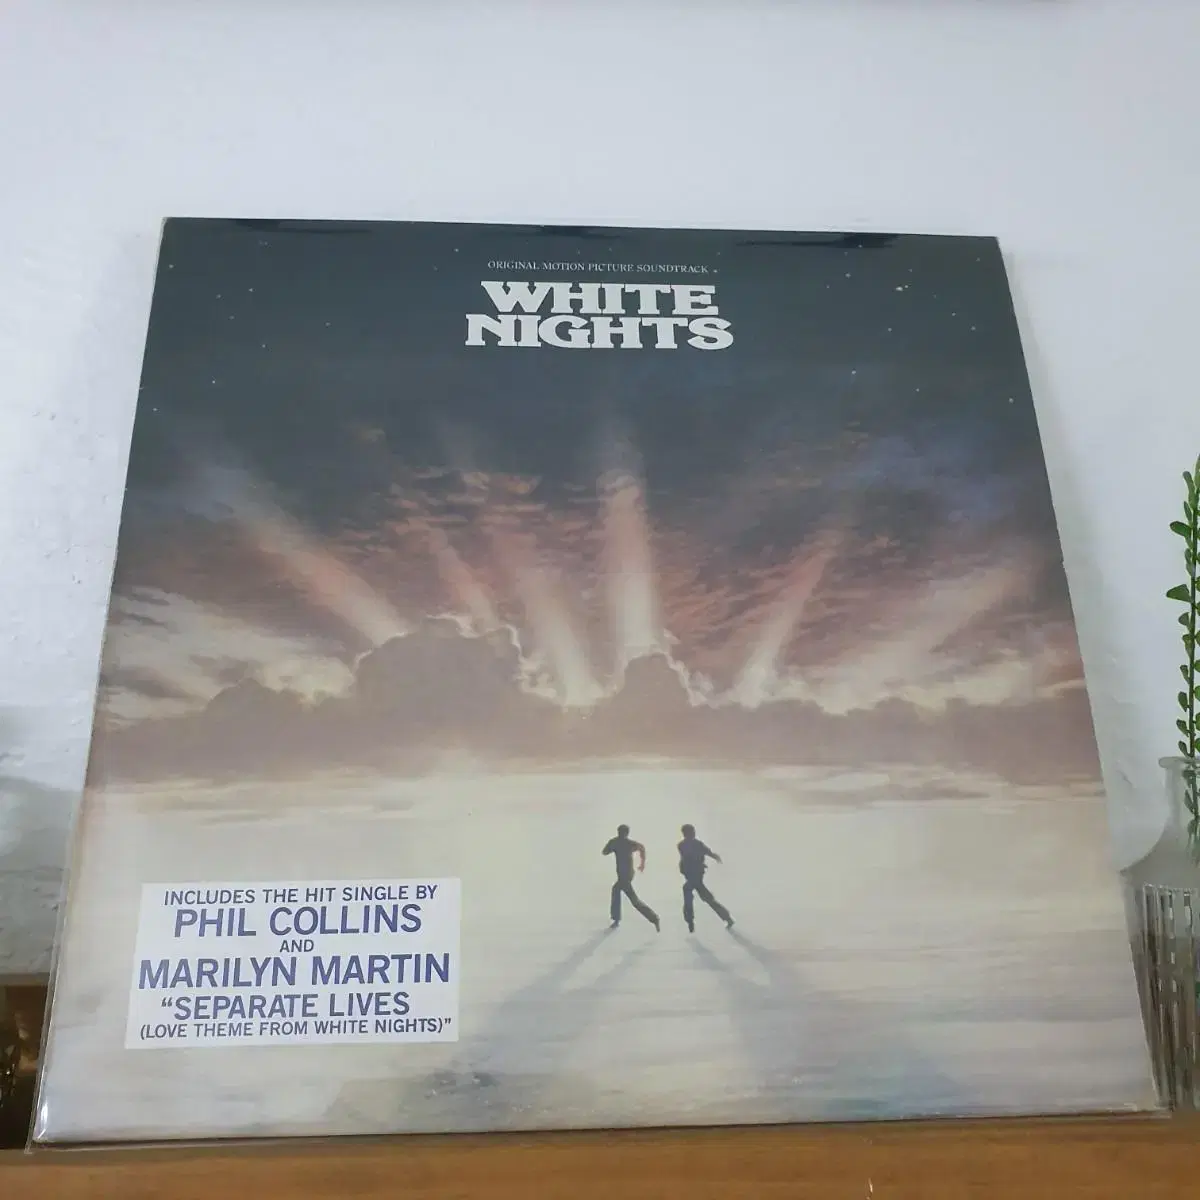 ORIGINAL MOTION PICTURE SOUNDTRACK
WHITE
NIGHTS
INCLUDES THE HIT SINGLE BY
PHIL COLLINS
AND
MARILYN MARTIN
“SEPARATE LIVES
(LOVE THEME FROM WHITE NIGHTS)”